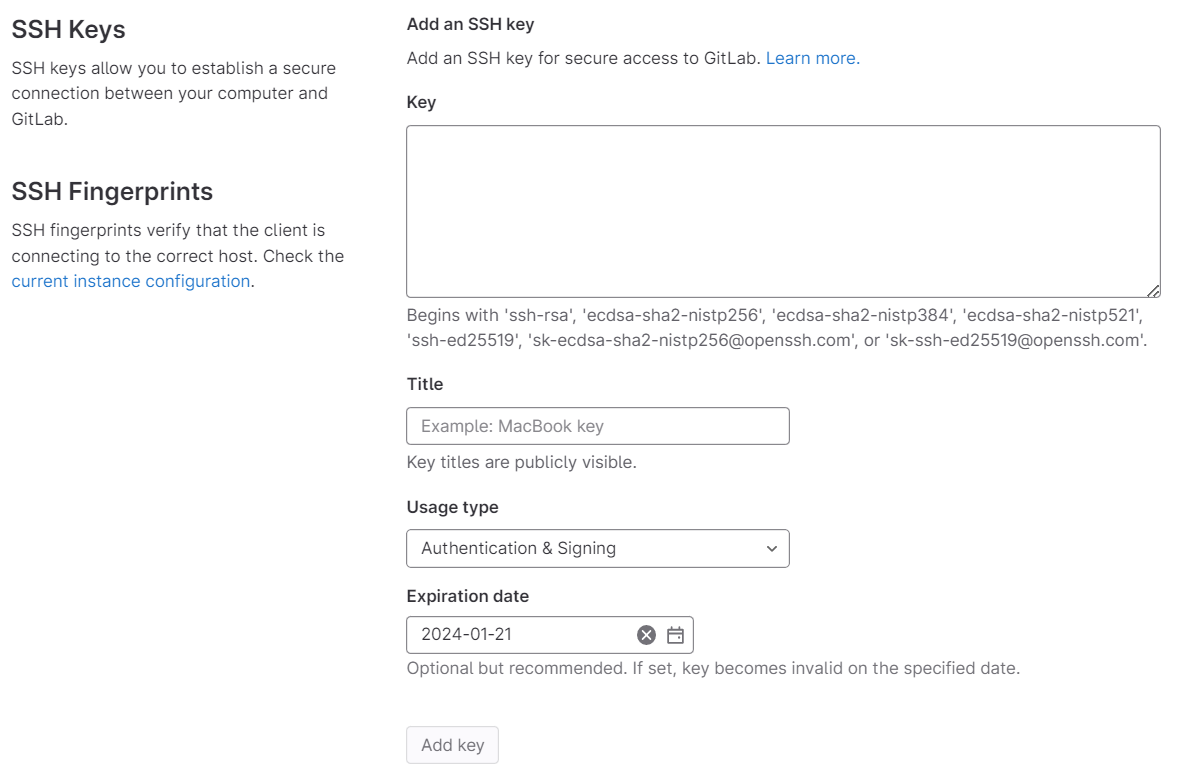 SSH Keys
SSH keys allow you to establish a secure
connection between your computer and
GitLab.
SSH Fingerprints
SSH fingerprints verify that the client is
connecting to the correct host. Check the
current instance configuration.
Add an SSH key
Add an SSH key for secure access to GitLab. Learn more.
Key
Begins with 'ssh-rsa', 'ecdsa-sha2-nistp256', 'ecdsa-sha2-nistp384', 'ecdsa-sha2-nistp521',
'ssh-ed25519', 'sk-ecdsa-sha2-nistp256@openssh.com', or 'sk-ssh-ed25519@openssh.com'.
Title
Example: MacBook key
Key titles are publicly visible.
Usage type
Authentication & Signing
Expiration date
2024-01-21
Optional but recommended. If set, key becomes invalid on the specified date.
Add key